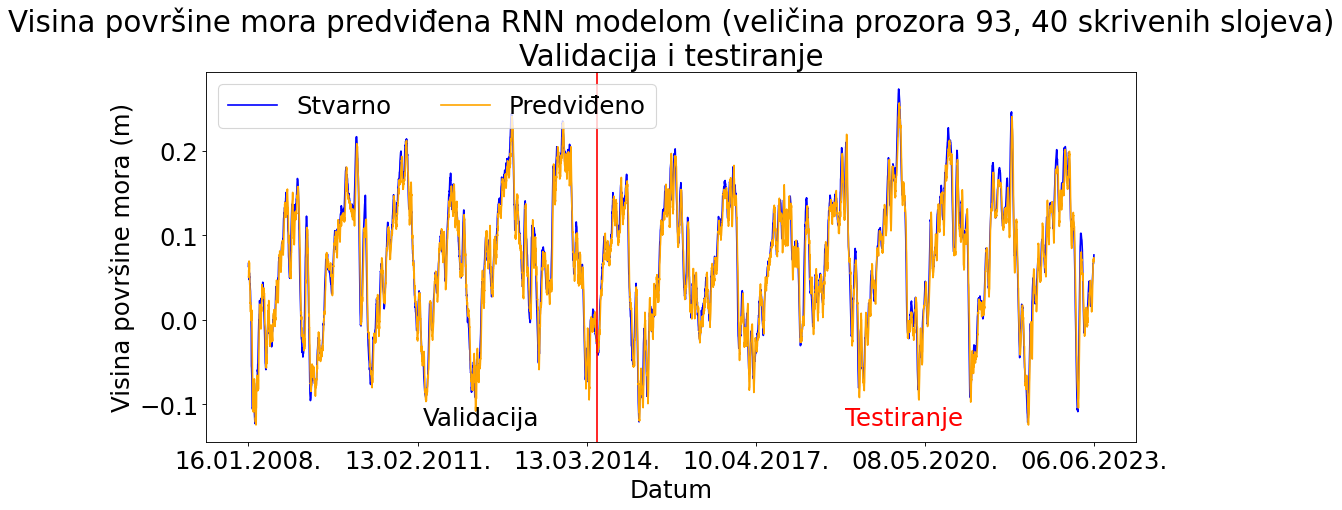 Visina površine mora predviđena RNN modelom (veličina prozora 93, 40 skrivenih slojeva)
Validacija i testiranje
Stvarno
Predviđeno
Visina površine mora (m)
0.2
0.1
0.0
−0.1
Validacija
Testiranje
16.01.2008.
13.02.2011.
13.03.2014.
10.04.2017.
08.05.2020.
06.06.2023.
Datum